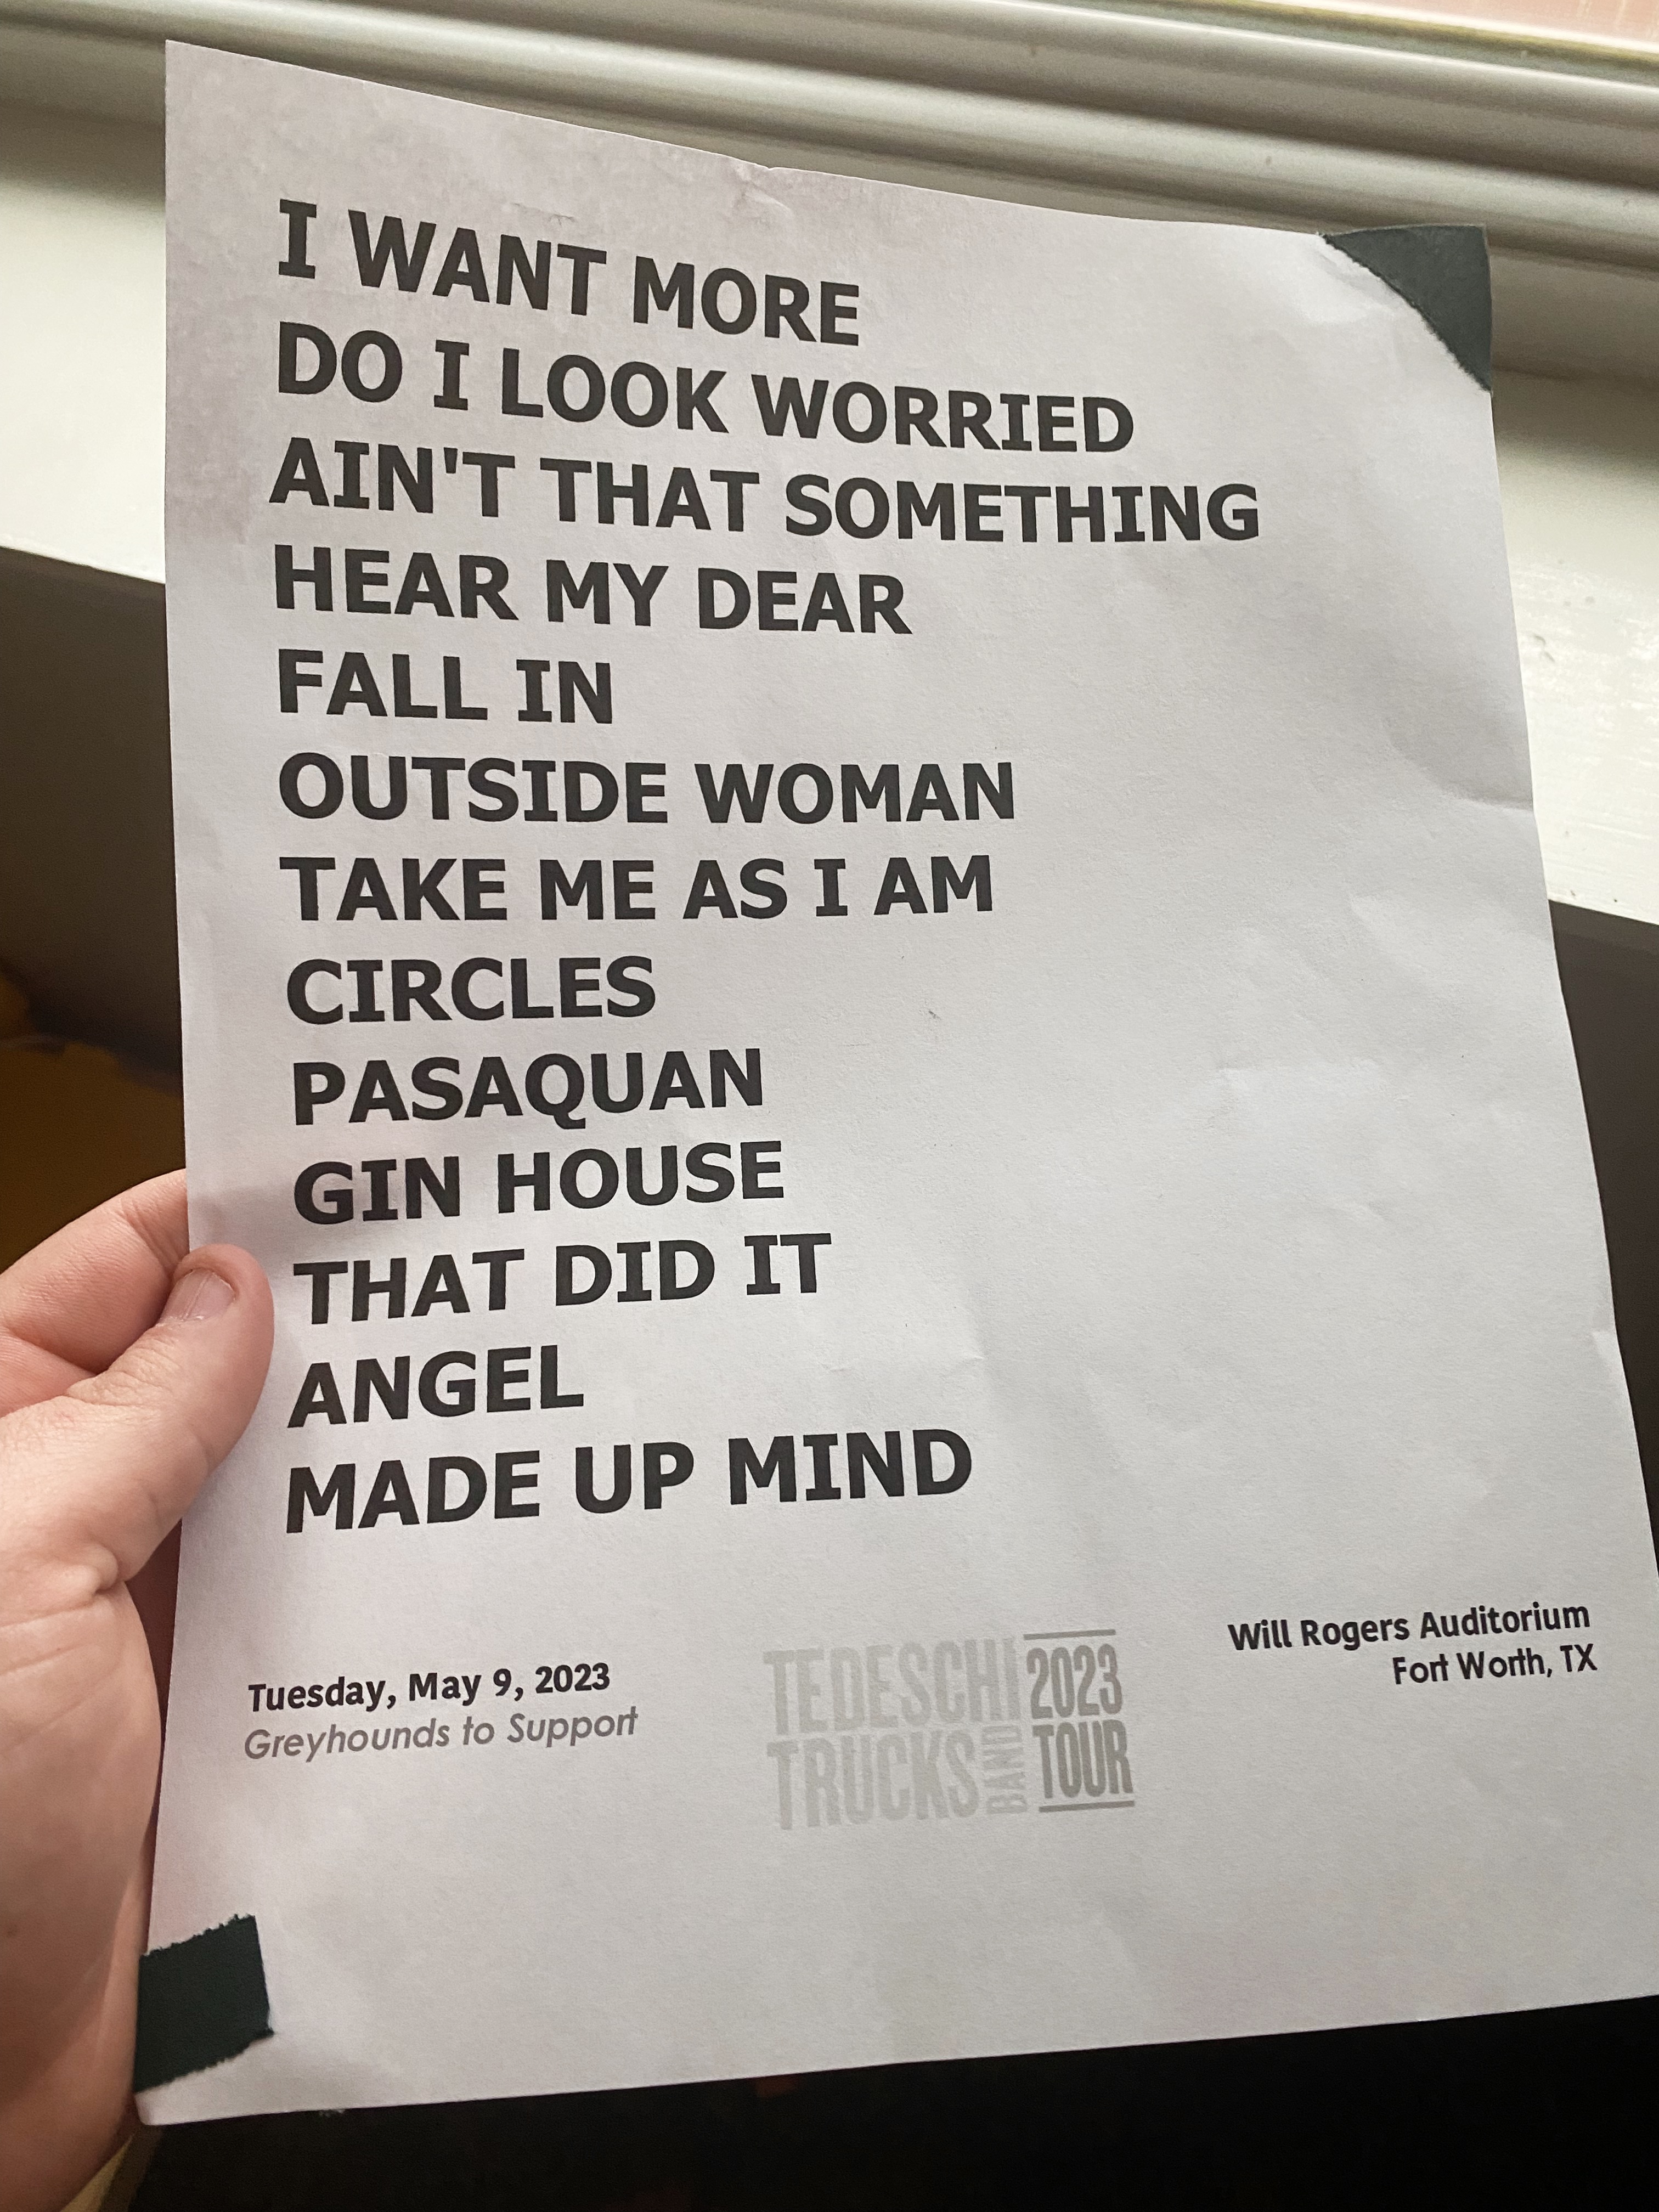 I WANT MORE
DO I LOOK WORRIED
AIN'T THAT SOMETHING
HEAR MY DEAR
FALL IN
OUTSIDE WOMAN
TAKE ME AS I AM
CIRCLES
PASAQUAN
GIN HOUSE
THAT DID IT
ANGEL
MADE UP MIND
Tuesday, May 9, 2023
Greyhounds to Support
TEDESCHI
TRUCKS BAND
2023
TOUR
Will Rogers Auditorium
Fort Worth, TX